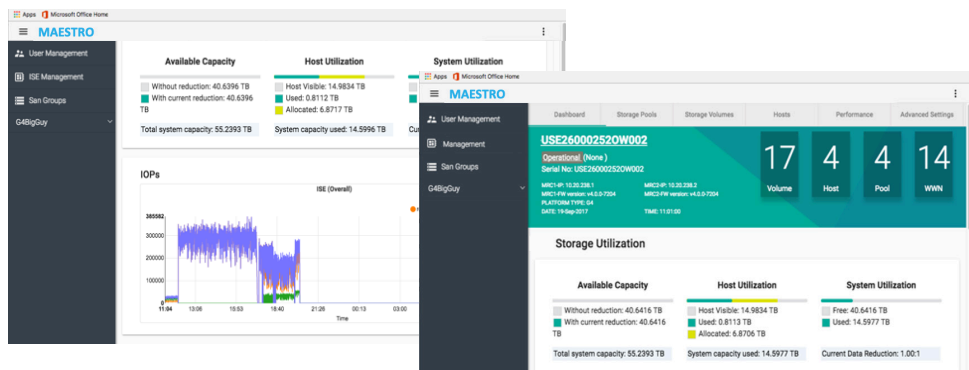 Apps Microsoft Office Home
MAESTRO
User Management
ISE Management
San Groups
G4BigGuy
Available Capacity
Without reduction: 40.6396 TB
With current reduction: 40.6396
TB
Total system capacity: 55.2393 TB
Host Utilization
Host Visible: 14.9834 TB
Used: 0.8112 TB
Allocated: 6.8717 TB
System capacity used: 14.5996 TB
System Utilization
IOPs
ISE (Overall)
385582
300000
200000
100000
0
11:04 13:06 15:53 18:40 21:26 00:13 03:00
Time
Apps Microsoft Office Home
MAESTRO
User Management
Management
San Groups
G4BigGuy
Dashboard Storage Pools Storage Volumes Hosts Performance Advanced Settings
USE26000252OW002
Operational (None )
Serial No: USE26000252OW002
MRC1-IP: 10.20.238.1 MRC2-IP: 10.20.238.2
MRC1-FW version: v4.0.0-7204 MRC2-FW version: v4.0.0-7204
PLATFORM TYPE: G4
DATE: 19-Sep-2017 TIME: 11:01:00
17 4 4 14
Volume Host Pool WWN
Storage Utilization
Available Capacity
Without reduction: 40.6416 TB
With current reduction: 40.6416
TB
Total system capacity: 55.2393 TB
Host Utilization
Host Visible: 14.9834 TB
Used: 0.8113 TB
Allocated: 6.8706 TB
System capacity used: 14.5977 TB
System Utilization
Free: 40.6416 TB
Used: 14.5977 TB
Current Data Reduction: 1.00:1